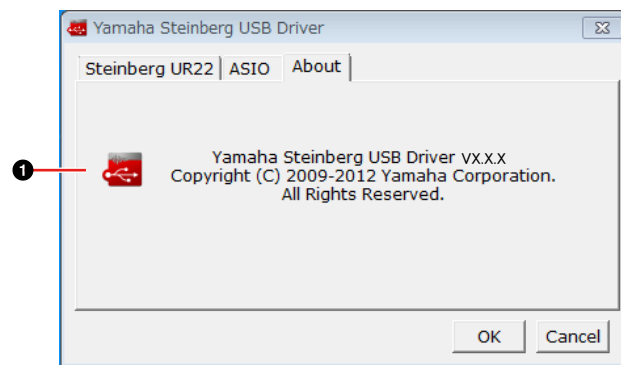 Yamaha Steinberg USB Driver
Steinberg UR22 ASIO About
1
Yamaha Steinberg USB Driver VX.X.X
Copyright (C) 2009-2012 Yamaha Corporation.
All Rights Reserved.
OK Cancel